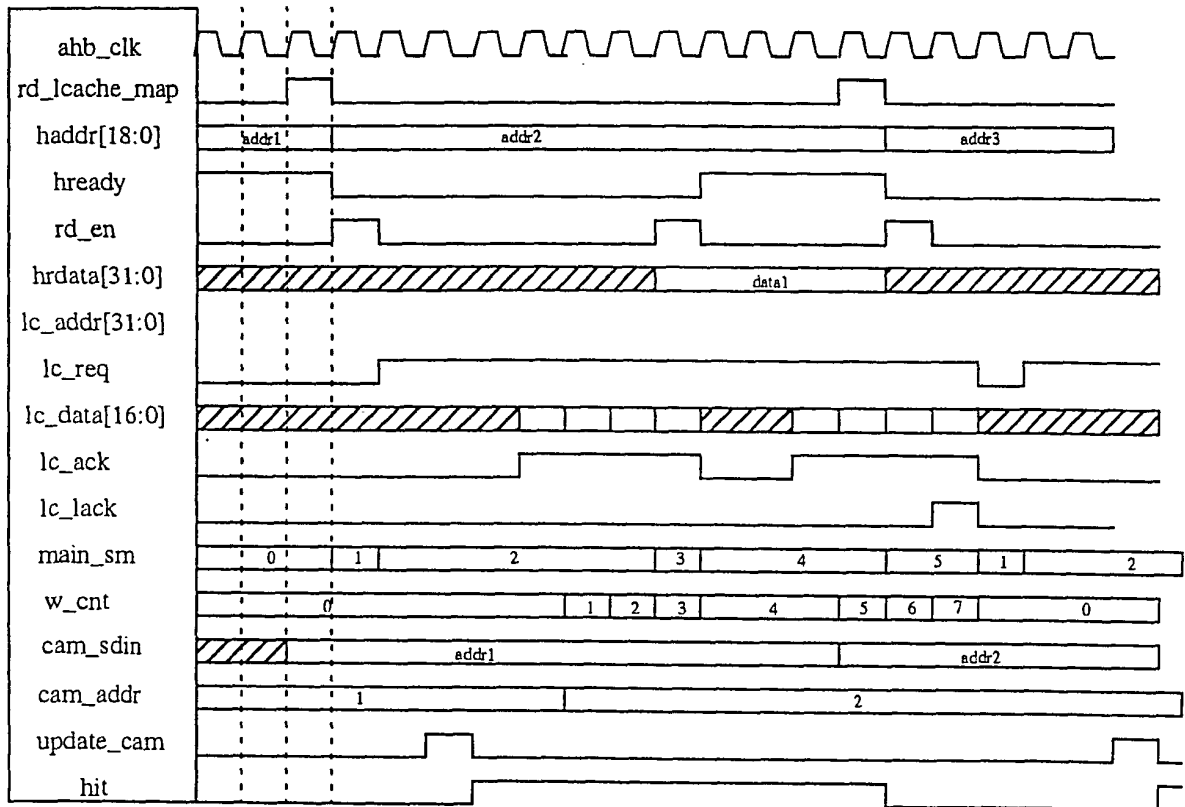 ahb_clk
rd_lcache_map
haddr[18:0] addr1 addr2 addr3
hready
rd_en
hrdata[31:0] data1
lc_addr[31:0]
lc_req
lc_data[16:0]
lc_ack
lc_lack
main_sm 0 1 2 3 4 5 1 2
w_cnt 0 1 2 3 4 5 6 7 0
cam_sdin addr1 addr2
cam_addr 1 2
update_cam
hit